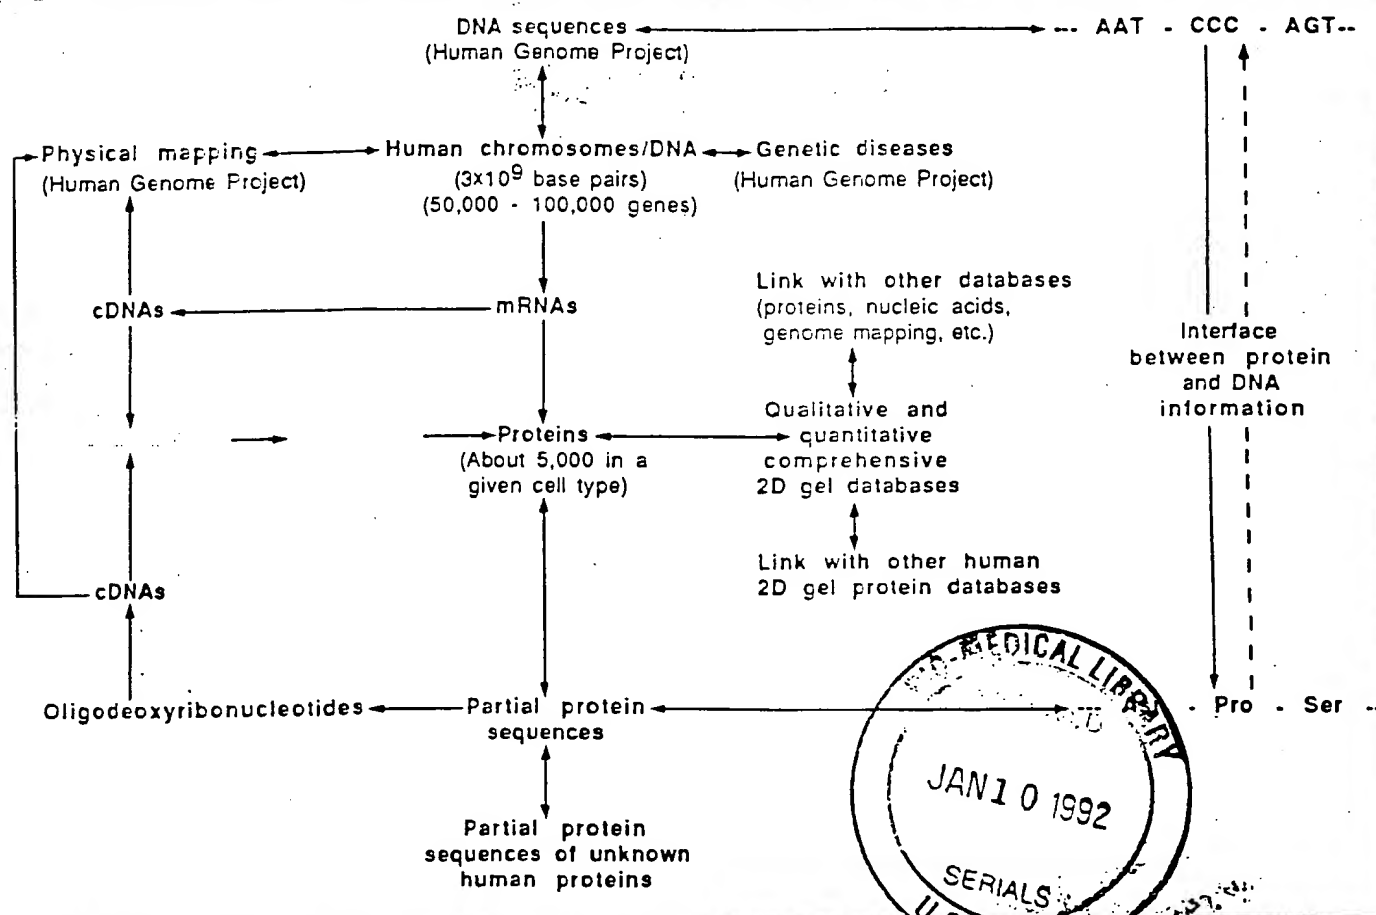 DNA sequences
(Human Genome Project)
--- AAT - CCC - AGT--
Physical mapping
(Human Genome Project)
Human chromosomes/DNA
(3x10⁹ base pairs)
(50,000 - 100,000 genes)
Genetic diseases
(Human Genome Project)
cDNAs
mRNAs
Link with other databases
(proteins, nucleic acids,
genome mapping, etc.)
Interface
between protein
and DNA
information
Proteins
(About 5,000 in a
given cell type)
Qualitative and
quantitative
comprehensive
2D gel databases
Link with other human
2D gel protein databases
cDNAs
Oligodeoxyribonucleotides
Partial protein
sequences
- Pro - Ser --
Partial protein
sequences of unknown
human proteins
MEDICAL LIBRARY
JAN 10 1992
SERIALS